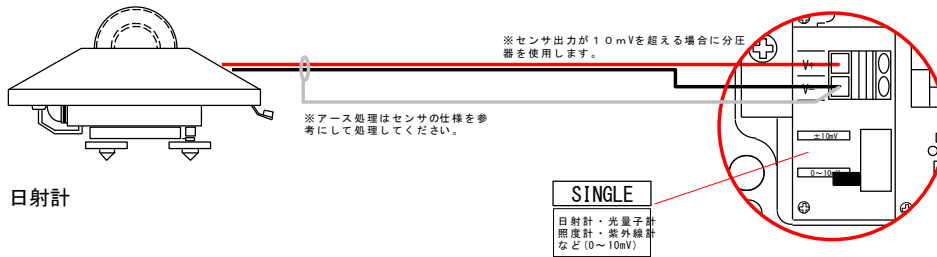 ※センサ出力が１０ｍＶを超える場合に分圧
器を使用します。
V+
V−
※アース処理はセンサの仕様を参
考にして処理してください。
±10mV
0～10mV
日射計
SINGLE
日射計・光量子計
照度計・紫外線計
など(0～10mV)